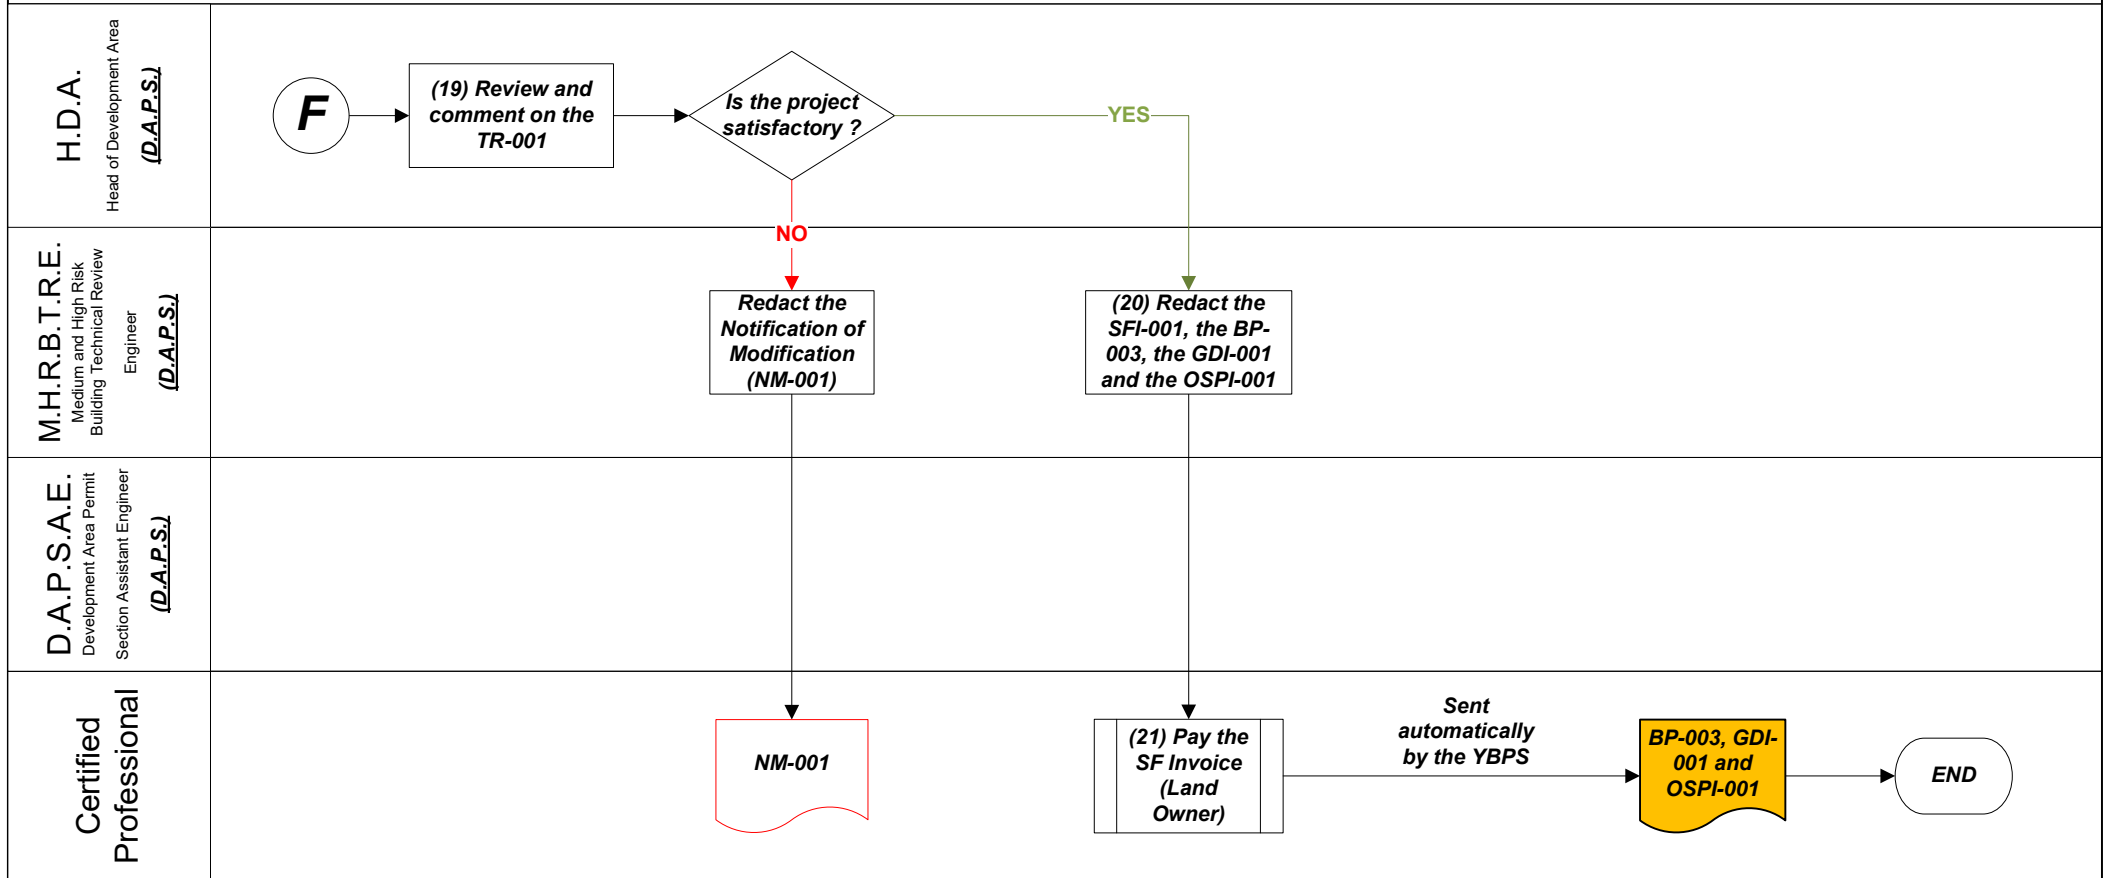 H.D.A.
Head of Development Area
(D.A.P.S.)
F
(19) Review and
comment on the
TR-001
Is the project
satisfactory ?
YES
NO
M.H.R.B.T.R.E.
Medium and High Risk
Building Technical Review
Engineer
(D.A.P.S.)
Redact the
Notification of
Modification
(NM-001)
(20) Redact the
SFI-001, the BP-
003, the GDI-001
and the OSPI-001
D.A.P.S.A.E.
Development Area Permit
Section Assistant Engineer
(D.A.P.S.)
Certified
Professional
NM-001
(21) Pay the
SF Invoice
(Land
Owner)
Sent
automatically
by the YBPS
BP-003, GDI-
001 and
OSPI-001
END